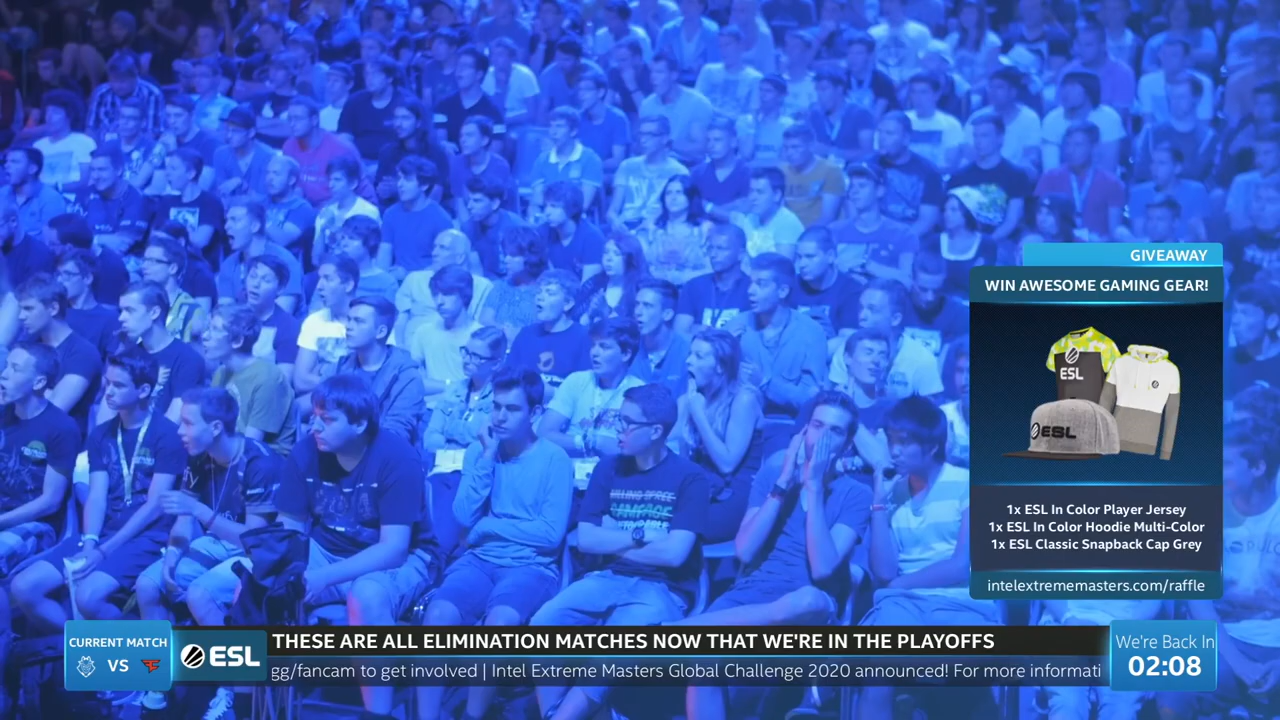 GIVEAWAY
WIN AWESOME GAMING GEAR!
ESL
ESL
1x ESL In Color Player Jersey
1x ESL In Color Hoodie Multi-Color
1x ESL Classic Snapback Cap Grey
intelextrememasters.com/raffle
KILLING SPREE
RAMPAGE
CURRENT MATCH
VS
ESL
THESE ARE ALL ELIMINATION MATCHES NOW THAT WE'RE IN THE PLAYOFFS
gg/fancam to get involved | Intel Extreme Masters Global Challenge 2020 announced! For more informati
We're Back In
02:08